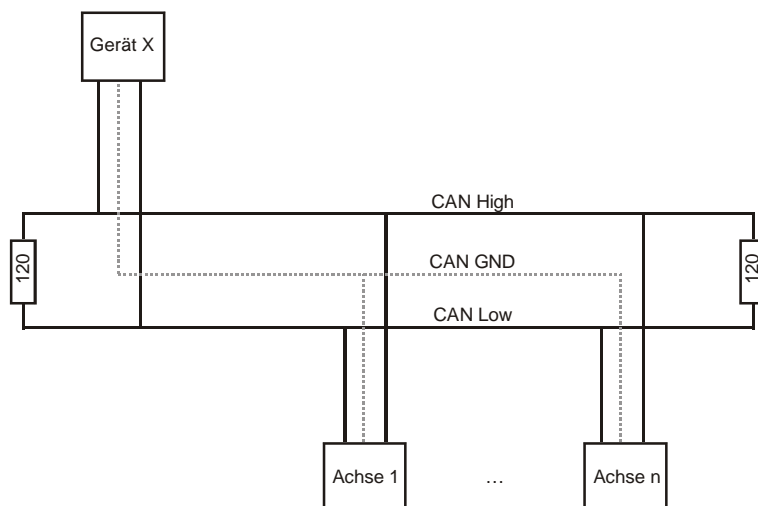 Gerät X
CAN High
120
CAN GND
120
CAN Low
Achse 1
...
Achse n